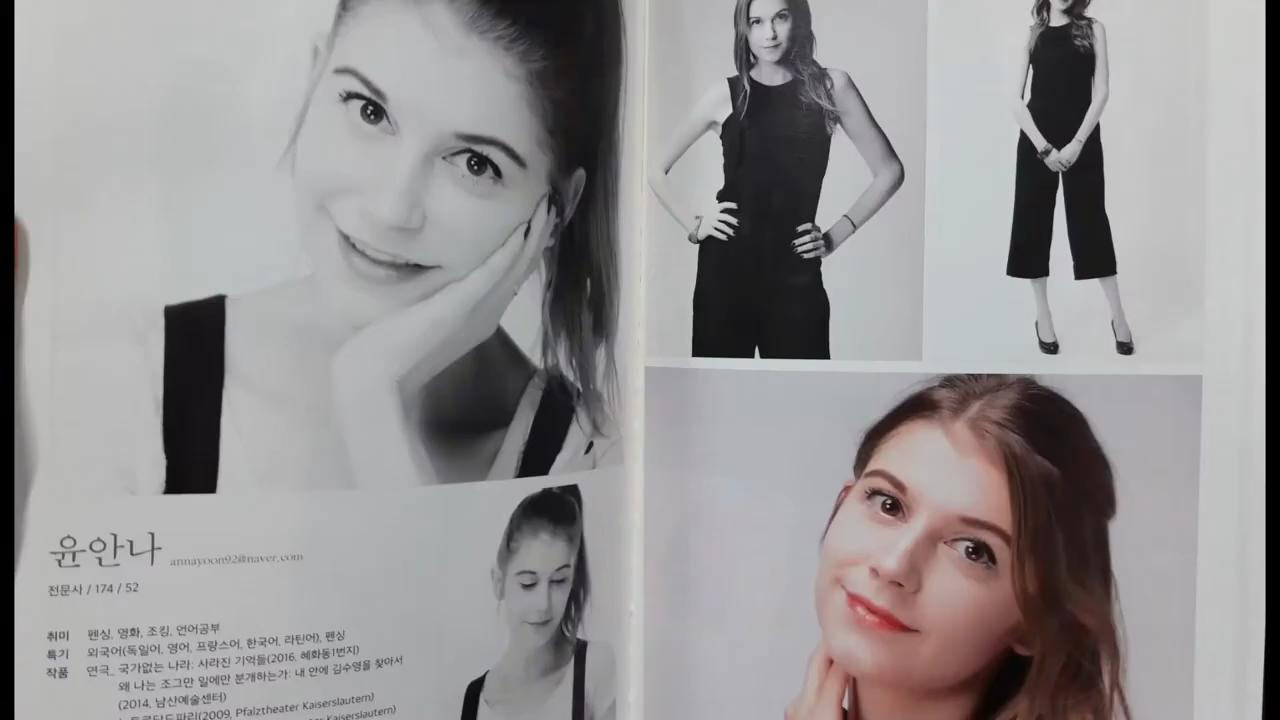 윤안나 annayoon92@naver.com
전문사 / 174 / 52
취미 펜싱, 영화, 조킹, 언어공부
특기 외국어(독일어, 영어, 프랑스어, 한국어, 라틴어), 펜싱
작품 연극_ 국가없는 나라: 사라진 기억들(2016, 혜화동1번지)
왜 나는 조그만 일에만 분개하는가: 내 안에 김수영을 찾아서
(2014, 남산예술센터)
(2009, Pfalztheater Kaiserslautern)
Kaiserslautern)